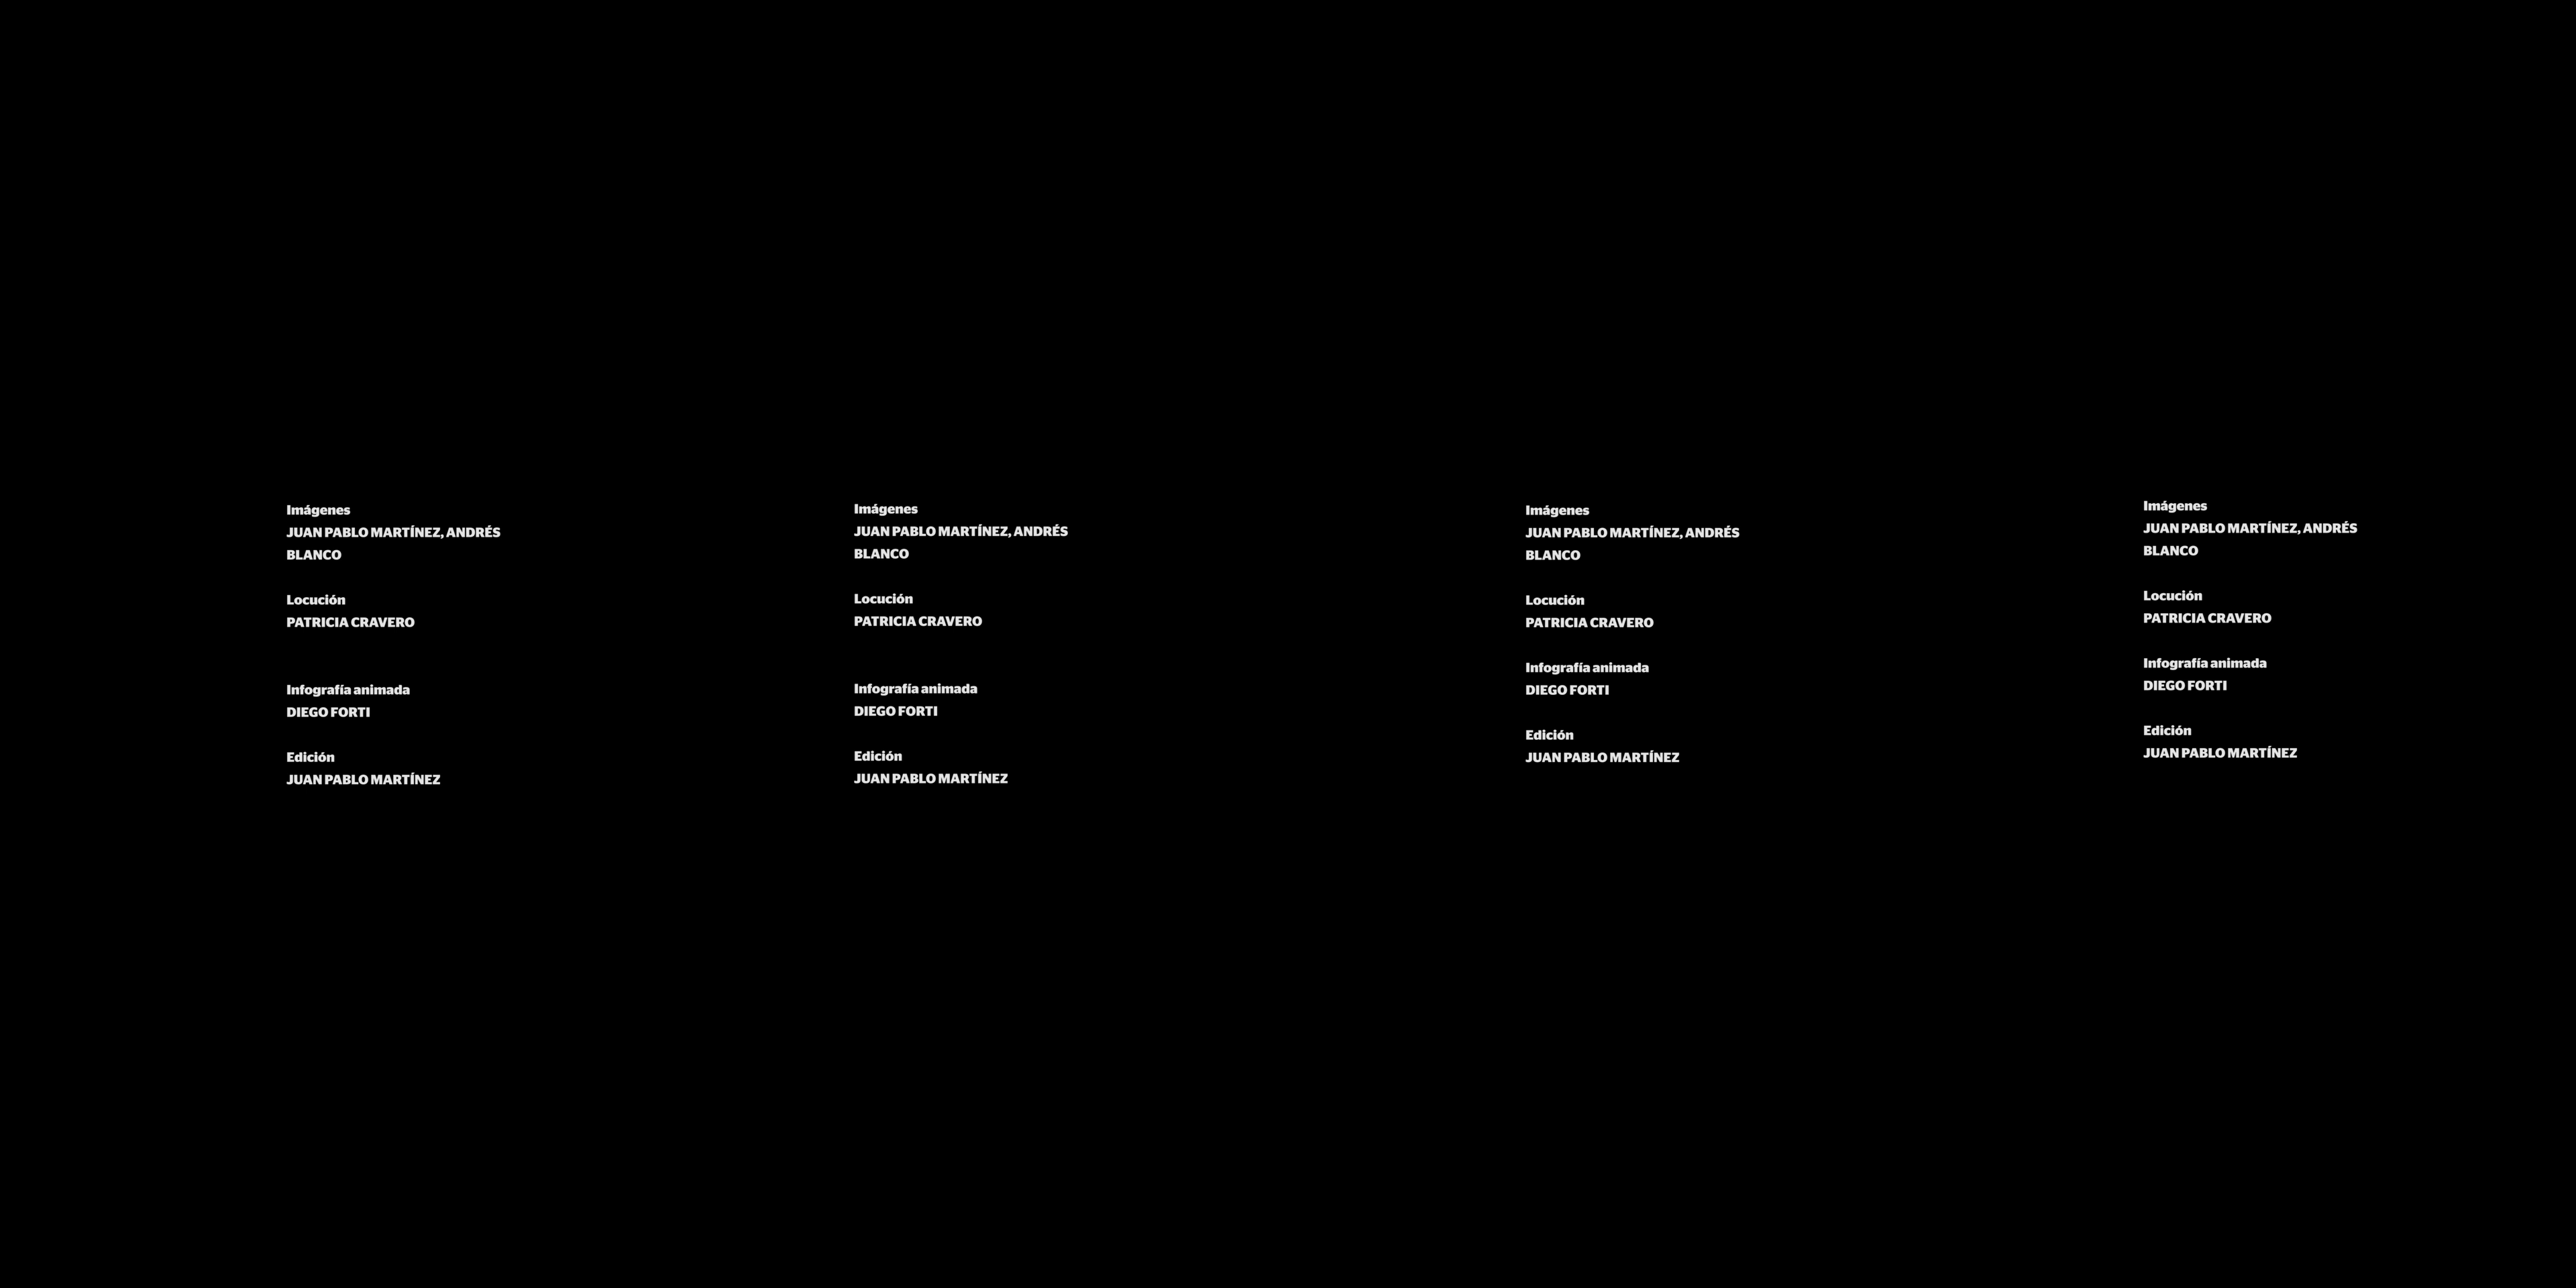 Imágenes
JUAN PABLO MARTÍNEZ, ANDRÉS
BLANCO
Locución
PATRICIA CRAVERO
Infografía animada
DIEGO FORTI
Edición
JUAN PABLO MARTÍNEZ
Imágenes
JUAN PABLO MARTÍNEZ, ANDRÉS
BLANCO
Locución
PATRICIA CRAVERO
Infografía animada
DIEGO FORTI
Edición
JUAN PABLO MARTÍNEZ
Imágenes
JUAN PABLO MARTÍNEZ, ANDRÉS
BLANCO
Locución
PATRICIA CRAVERO
Infografía animada
DIEGO FORTI
Edición
JUAN PABLO MARTÍNEZ
Imágenes
JUAN PABLO MARTÍNEZ, ANDRÉS
BLANCO
Locución
PATRICIA CRAVERO
Infografía animada
DIEGO FORTI
Edición
JUAN PABLO MARTÍNEZ